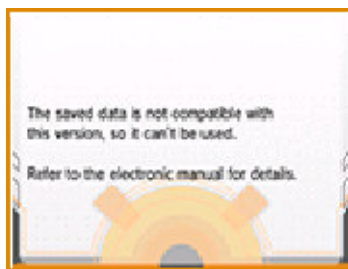 The saved data is not compatible with
this version, so it can't be used.
Refer to the electronic manual for details.